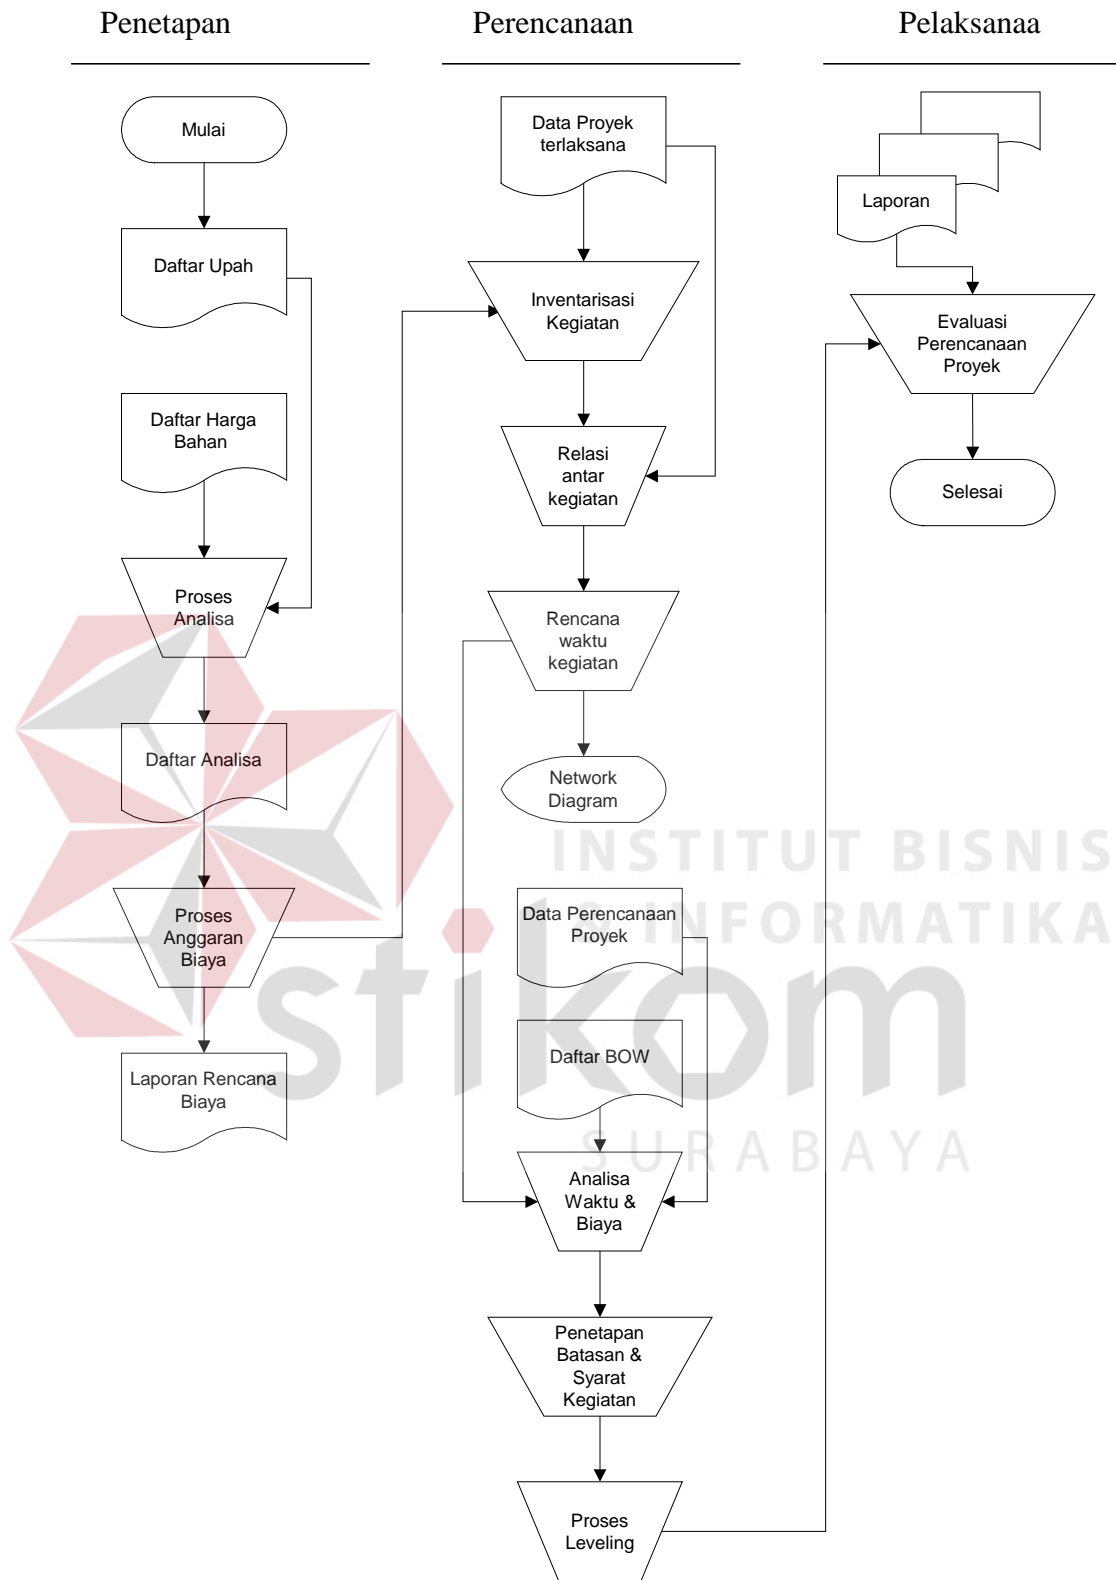 Penetapan
Perencanaan
Pelaksanaa
Mulai
Daftar Upah
Daftar Harga
Bahan
Proses
Analisa
Daftar Analisa
Proses
Anggaran
Biaya
Laporan Rencana
Biaya
Data Proyek
terlaksana
Inventarisasi
Kegiatan
Relasi
antar
kegiatan
Rencana
waktu
kegiatan
Network
Diagram
Data Perencanaan
Proyek
Daftar BOW
Analisa
Waktu &
Biaya
Penetapan
Batasan &
Syarat
Kegiatan
Proses
Leveling
Laporan
Evaluasi
Perencanaan
Proyek
Selesai
INSTITUT BISNIS
& INFORMATIKA
stikom
SURABAYA